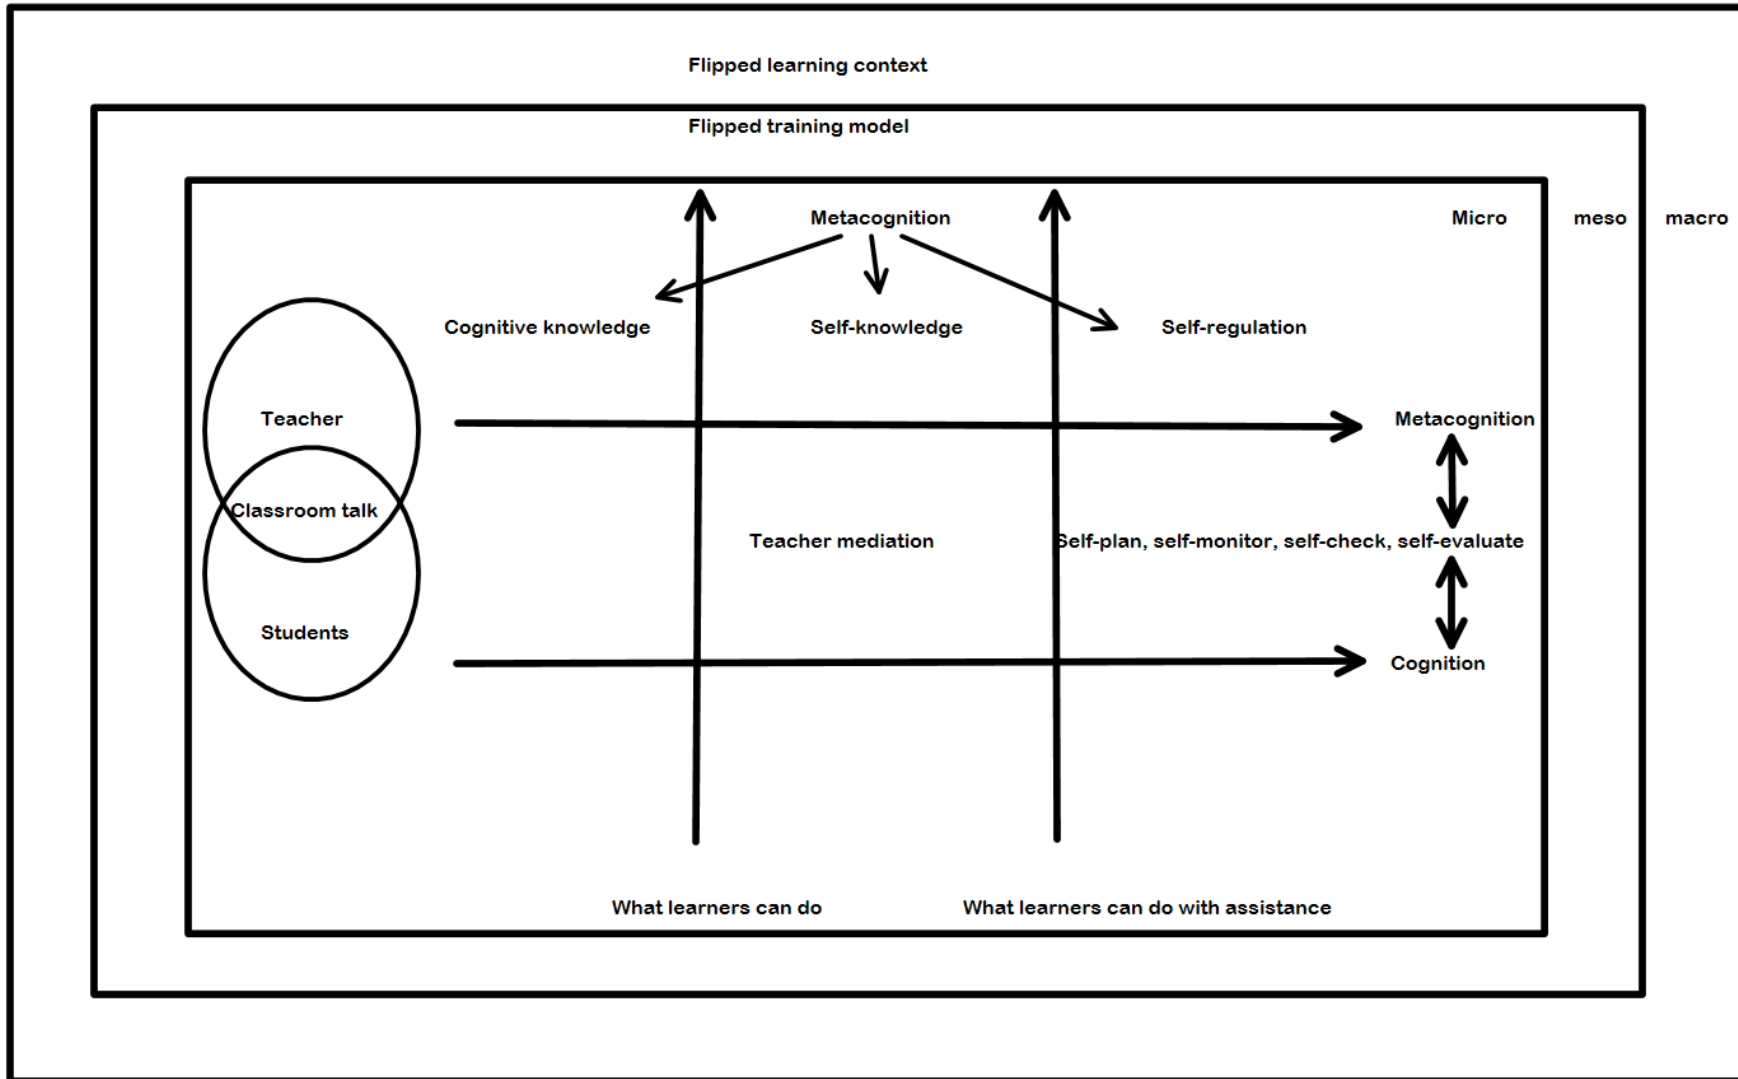 Flipped learning context
Flipped training model
Metacognition
Micro meso macro
Cognitive knowledge Self-knowledge Self-regulation
Teacher
Metacognition
Classroom talk
Teacher mediation
Self-plan, self-monitor, self-check, self-evaluate
Students
Cognition
What learners can do
What learners can do with assistance